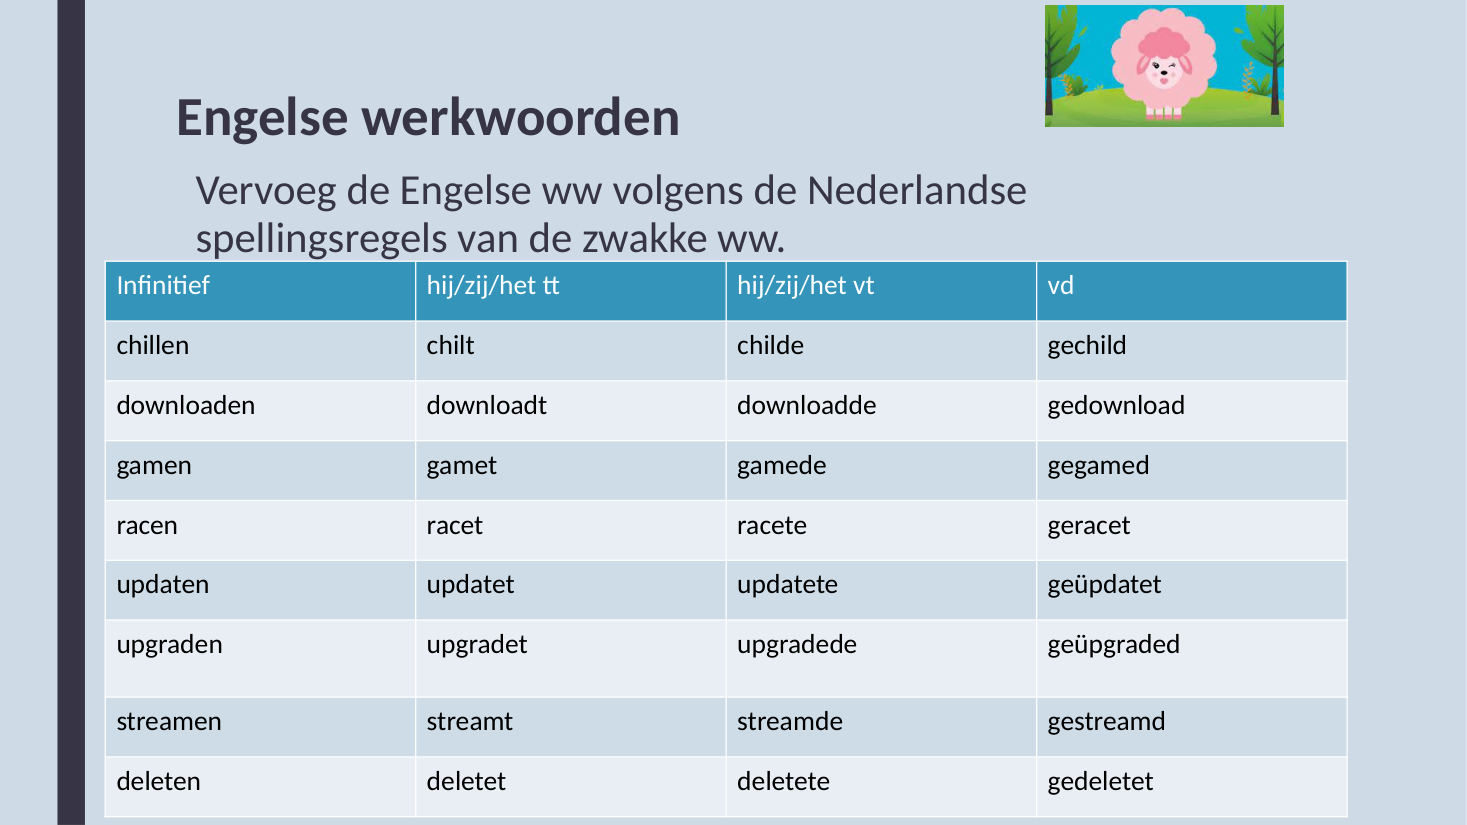 Engelse werkwoorden
Vervoeg de Engelse ww volgens de Nederlandse
spellingsregels van de zwakke ww.
Infinitief hij/zij/het tt hij/zij/het vt vd
chillen chilt childe gechild
downloaden downloadt downloadde gedownload
gamen gamet gamede gegamed
racen racet racete geracet
updaten updatet updatete geüpdatet
upgraden upgradet upgradede geüpgraded
streamen streamt streamde gestreamd
deleten deletet deletete gedeletet